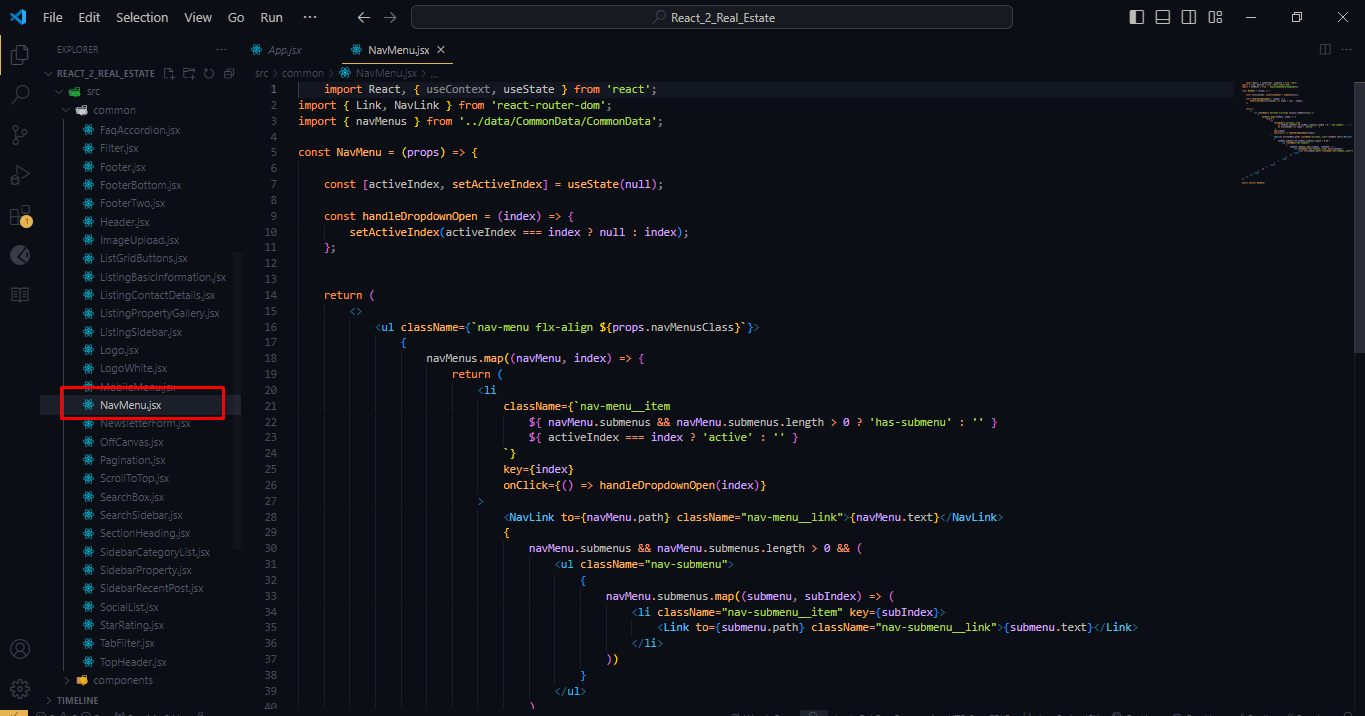 File Edit Selection View Go Run ···
React_2_Real_Estate
EXPLORER
App.jsx
NavMenu.jsx
REACT_2_REAL_ESTATE
src > common > NavMenu.jsx > ...
src
common
FaqAccordion.jsx
Filter.jsx
Footer.jsx
FooterBottom.jsx
FooterTwo.jsx
Header.jsx
ImageUpload.jsx
ListGridButtons.jsx
ListingBasicInformation.jsx
ListingContactDetails.jsx
ListingPropertyGallery.jsx
ListingSidebar.jsx
Logo.jsx
LogoWhite.jsx
MobileMenu.jsx
NavMenu.jsx
NewsletterForm.jsx
OffCanvas.jsx
Pagination.jsx
ScrollToTop.jsx
SearchBox.jsx
SearchSidebar.jsx
SectionHeading.jsx
SidebarCategoryList.jsx
SidebarProperty.jsx
SidebarRecentPost.jsx
SocialList.jsx
StarRating.jsx
TabFilter.jsx
TopHeader.jsx
components
TIMELINE
1 import React, { useContext, useState } from 'react';
2 import { Link, NavLink } from 'react-router-dom';
3 import { navMenus } from '../data/CommonData/CommonData';
4
5 const NavMenu = (props) => {
6
7 const [activeIndex, setActiveIndex] = useState(null);
8
9 const handleDropdownOpen = (index) => {
10 setActiveIndex(activeIndex === index ? null : index);
11 };
12
13
14 return (
15 <>
16 <ul className={`nav-menu flx-align ${props.navMenusClass}`}>
17 {
18 navMenus.map((navMenu, index) => {
19 return (
20 <li
21 className={`nav-menu__item
22 ${ navMenu.submenus && navMenu.submenus.length > 0 ? 'has-submenu' : '' }
23 ${ activeIndex === index ? 'active' : '' }
24 `}
25 key={index}
26 onClick={() => handleDropdownOpen(index)}
27 >
28 <NavLink to={navMenu.path} className="nav-menu__link">{navMenu.text}</NavLink>
29 {
30 navMenu.submenus && navMenu.submenus.length > 0 && (
31 <ul className="nav-submenu">
32 {
33 navMenu.submenus.map((submenu, subIndex) => (
34 <li className="nav-submenu__item" key={subIndex}>
35 <Link to={submenu.path} className="nav-submenu__link">{submenu.text}</Link>
36 </li>
37 ))
38 }
39 </ul>
40 )